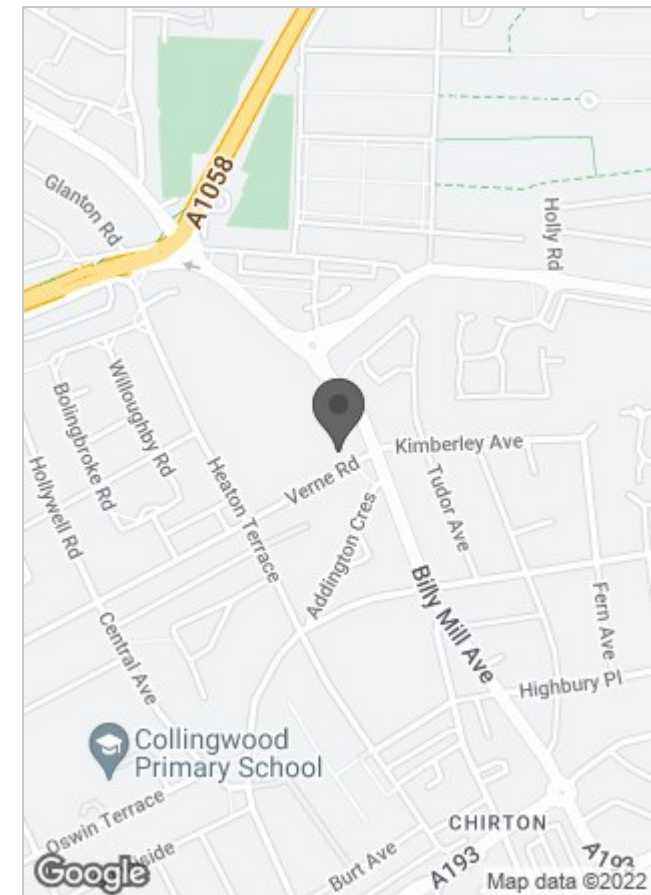 A1058
Glanton Rd
Holly Rd
Willoughby Rd
Bolingbroke Rd
Hollywell Rd
Kimberley Ave
Verne Rd
Tudor Ave
Heaton Terrace
Addington Cres
Billy Mill Ave
Fern Ave
Central Ave
Highbury Pl
Collingwood
Primary School
Oswin Terrace
CHIRTON
Burt Ave
A193
A193
Google
Map data ©2022